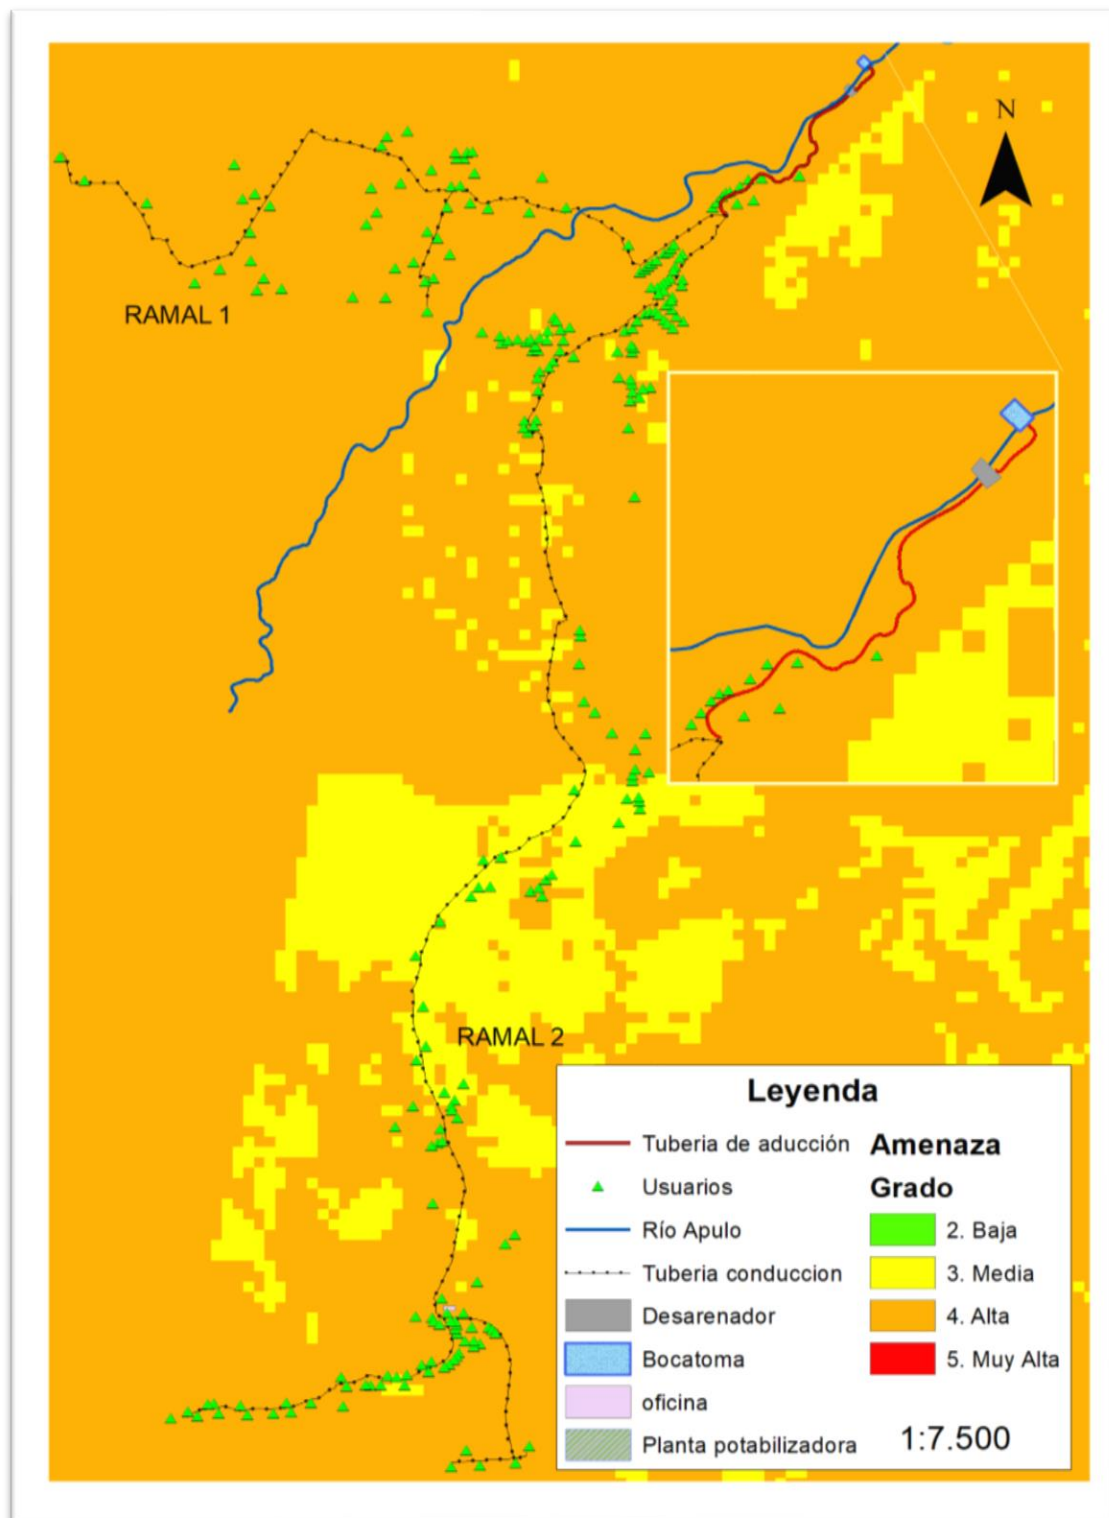 N
RAMAL 1
RAMAL 2
Leyenda
Tuberia de aducción
Usuarios
Río Apulo
Tuberia conduccion
Desarenador
Bocatoma
oficina
Planta potabilizadora
Amenaza
Grado
2. Baja
3. Media
4. Alta
5. Muy Alta
1:7.500